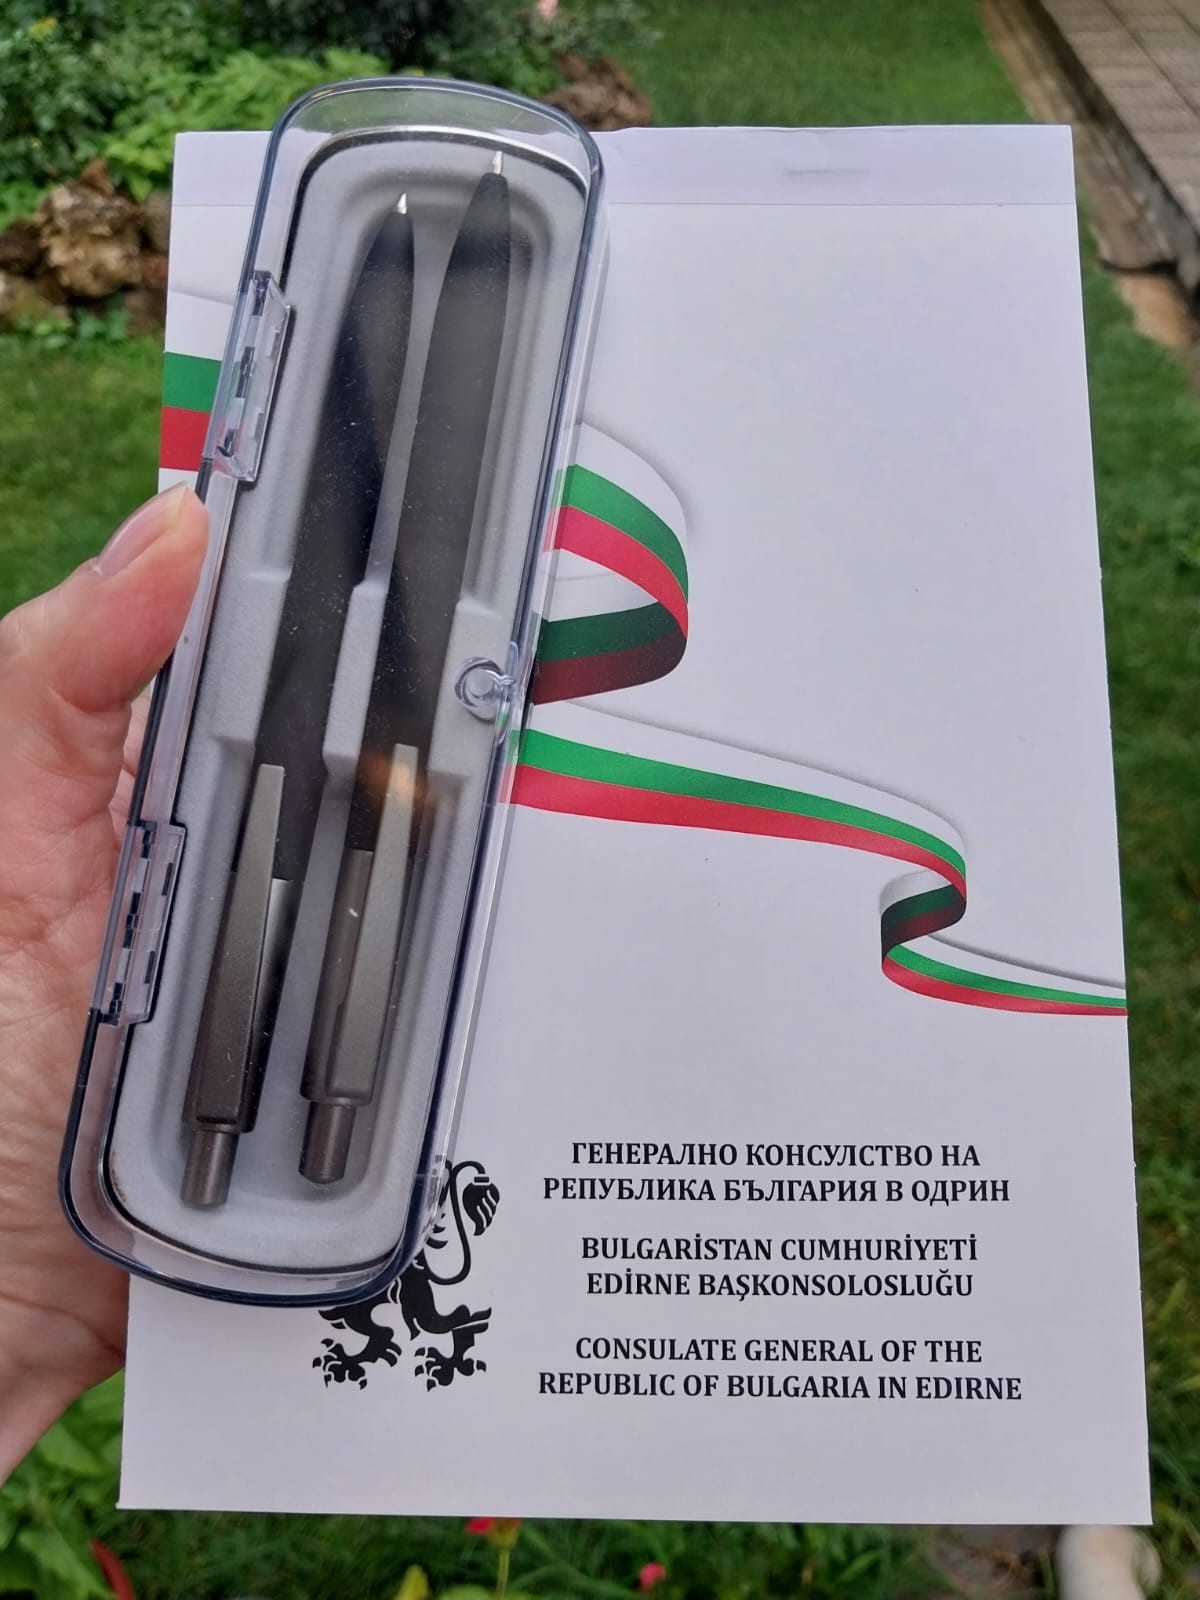 ГЕНЕРАЛНО КОНСУЛСТВО НА
РЕПУБЛИКА БЪЛГАРИЯ В ОДРИН
BULGARİSTAN CUMHURİYETİ
EDİRNE BAŞKONSOLOSLUĞU
CONSULATE GENERAL OF THE
REPUBLIC OF BULGARIA IN EDIRNE